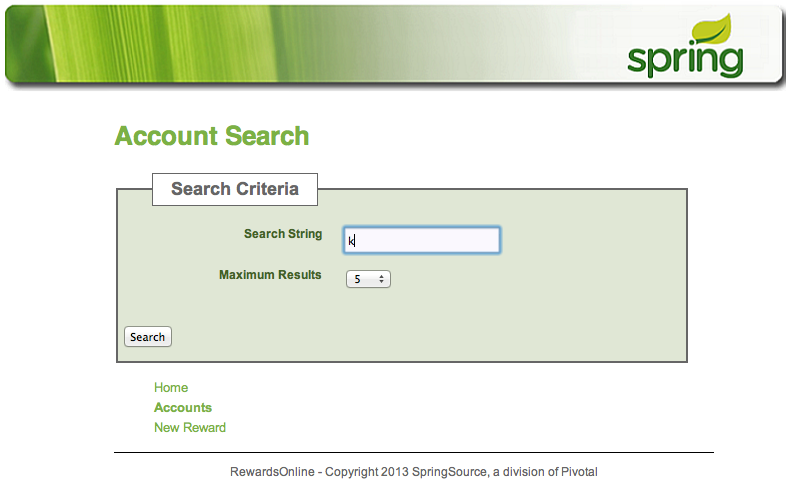 spring
Account Search
Search Criteria
Search String
k
Maximum Results
5
Search
Home
Accounts
New Reward
RewardsOnline - Copyright 2013 SpringSource, a division of Pivotal